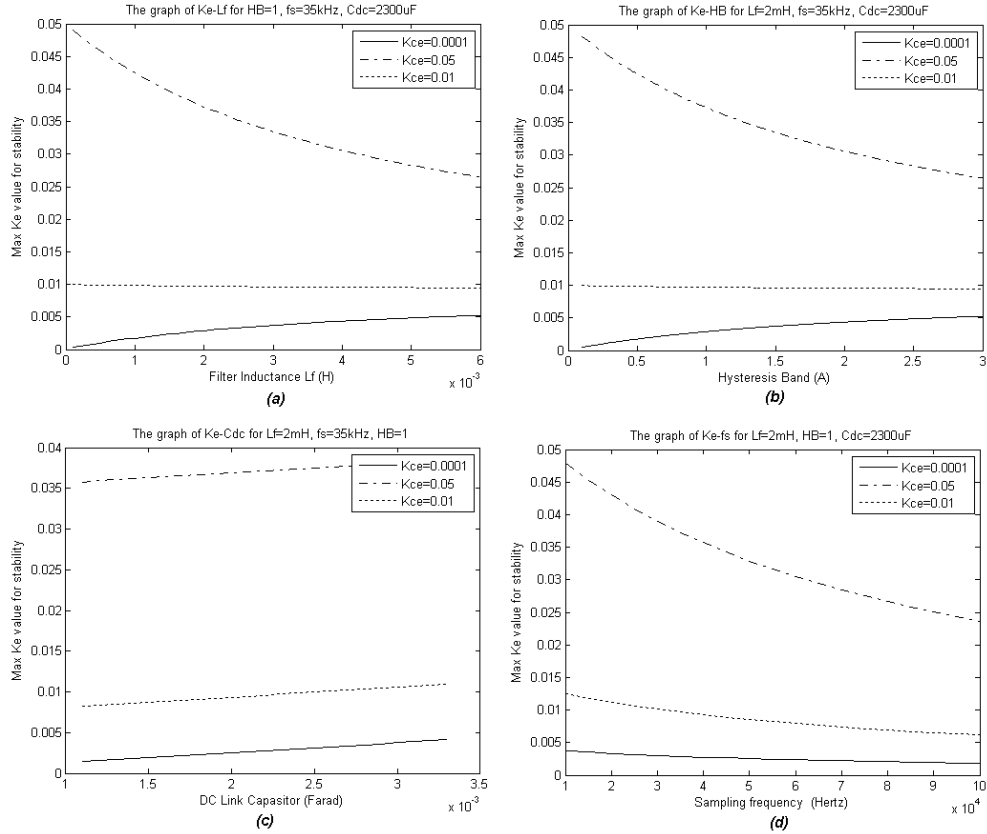 The graph of Ke-Lf for HB=1, fs=35kHz, Cdc=2300uF
0.05
0.045
0.04
0.035
0.03
0.025
0.02
0.015
0.01
0.005
0
Max Ke value for stability
Kce=0.0001
Kce=0.05
Kce=0.01
0 1 2 3 4 5 6
x 10⁻³
Filter Inductance Lf (H)
(a)
The graph of Ke-HB for Lf=2mH, fs=35kHz, Cdc=2300uF
0.05
0.045
0.04
0.035
0.03
0.025
0.02
0.015
0.01
0.005
0
Max Ke value for stability
Kce=0.0001
Kce=0.05
Kce=0.01
0 0.5 1 1.5 2 2.5 3
Hysteresis Band (A)
(b)
The graph of Ke-Cdc for Lf=2mH, fs=35kHz, HB=1
0.04
0.035
0.03
0.025
0.02
0.015
0.01
0.005
0
Max Ke value for stability
Kce=0.0001
Kce=0.05
Kce=0.01
1 1.5 2 2.5 3 3.5
x 10⁻³
DC Link Capasitor (Farad)
(c)
The graph of Ke-fs for Lf=2mH, HB=1, Cdc=2300uF
0.05
0.045
0.04
0.035
0.03
0.025
0.02
0.015
0.01
0.005
0
Max Ke value for stability
Kce=0.0001
Kce=0.05
Kce=0.01
1 2 3 4 5 6 7 8 9 10
x 10⁴
Sampling frequency (Hertz)
(d)